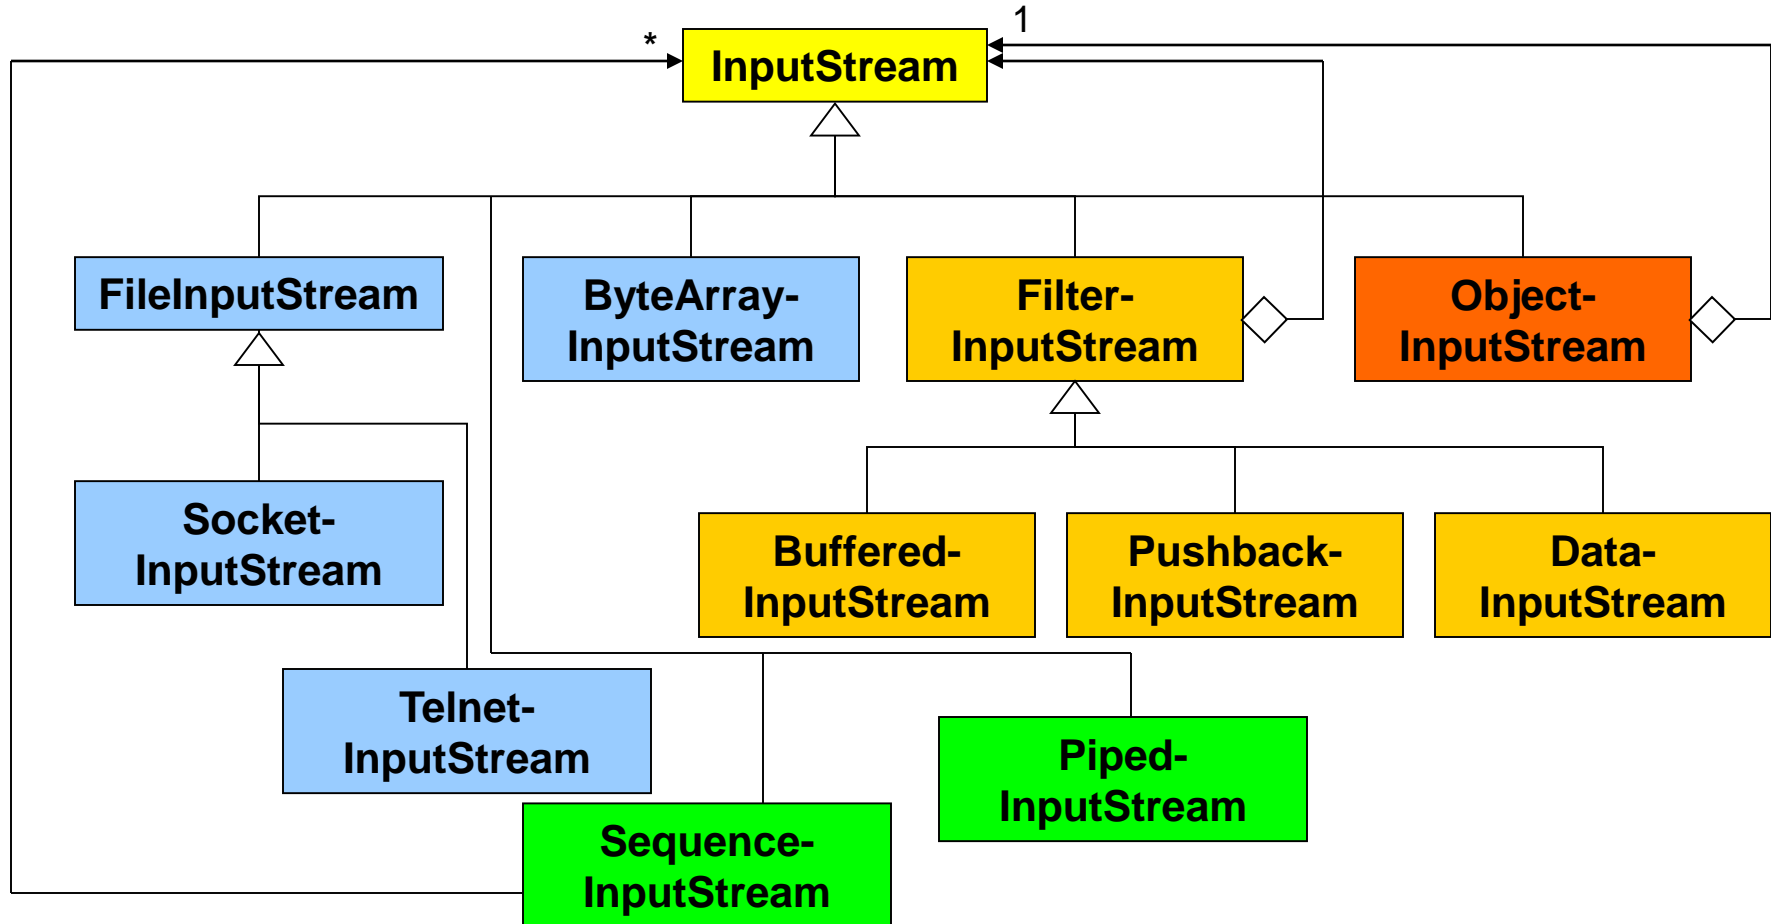 1
*
InputStream
FileInputStream
ByteArray-
InputStream
Filter-
InputStream
Object-
InputStream
Socket-
InputStream
Buffered-
InputStream
Pushback-
InputStream
Data-
InputStream
Telnet-
InputStream
Piped-
InputStream
Sequence-
InputStream